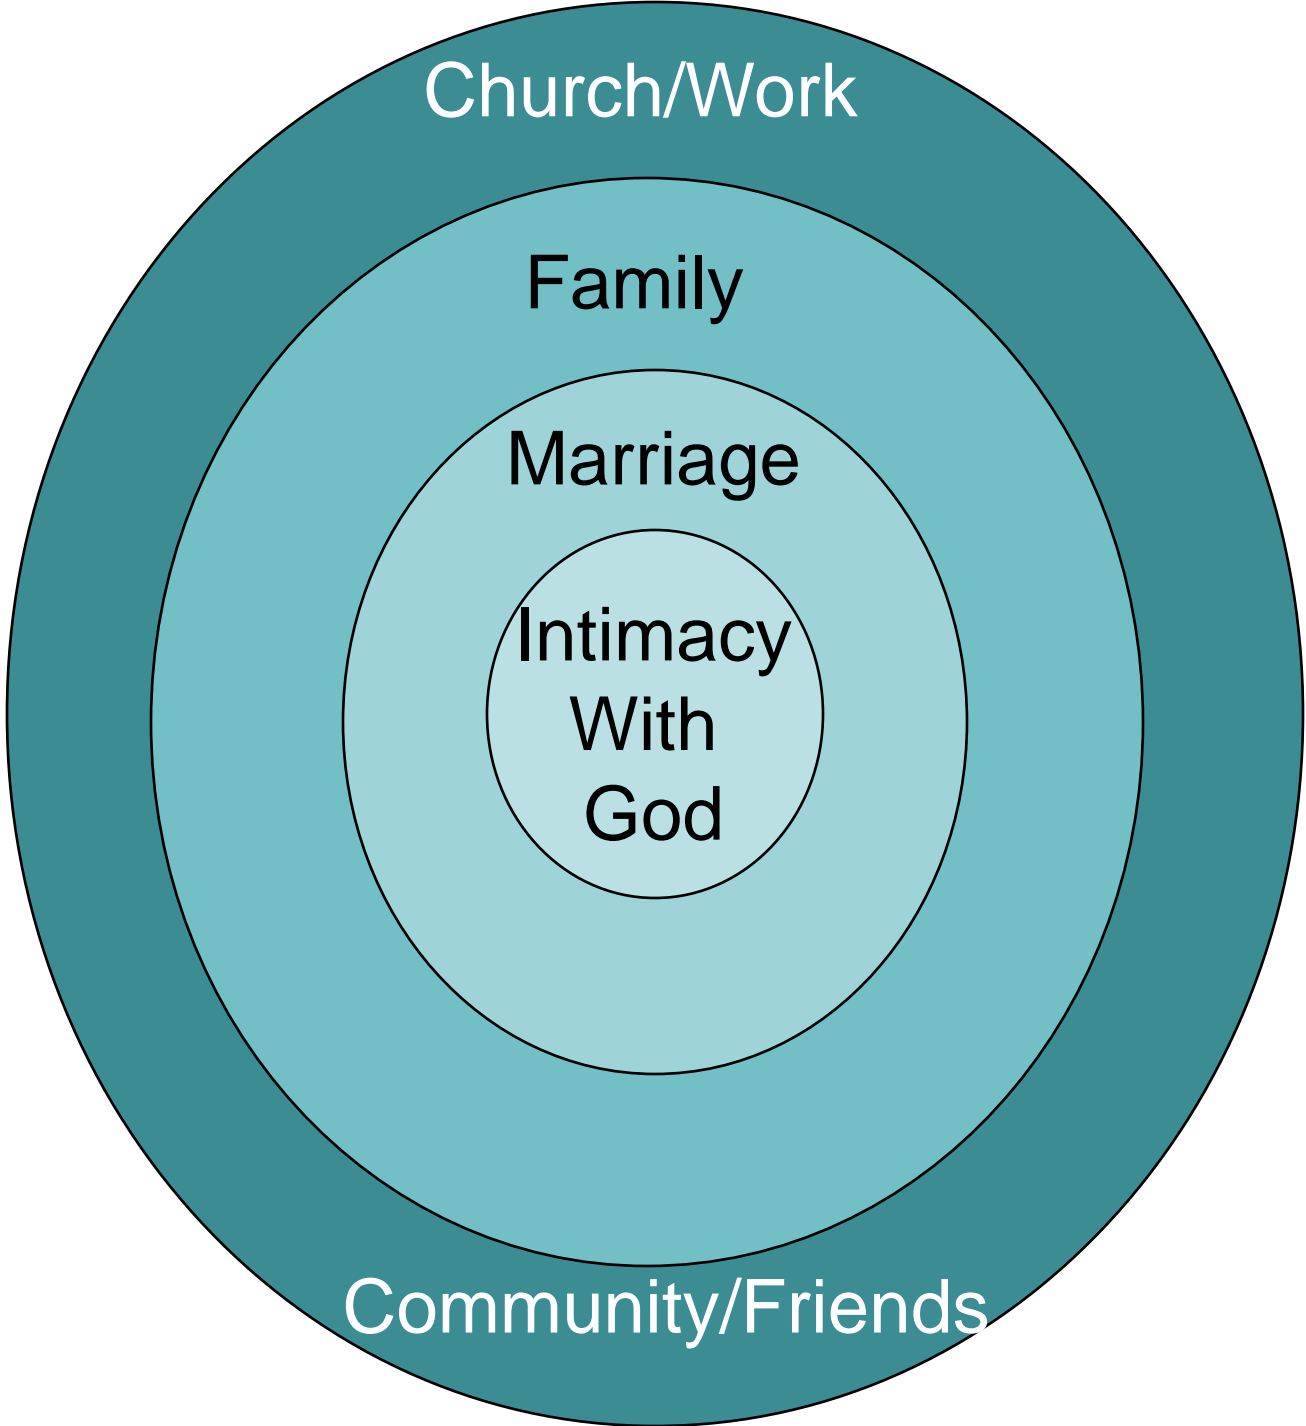 Church/Work
Family
Marriage
Intimacy
With
God
Community/Friends